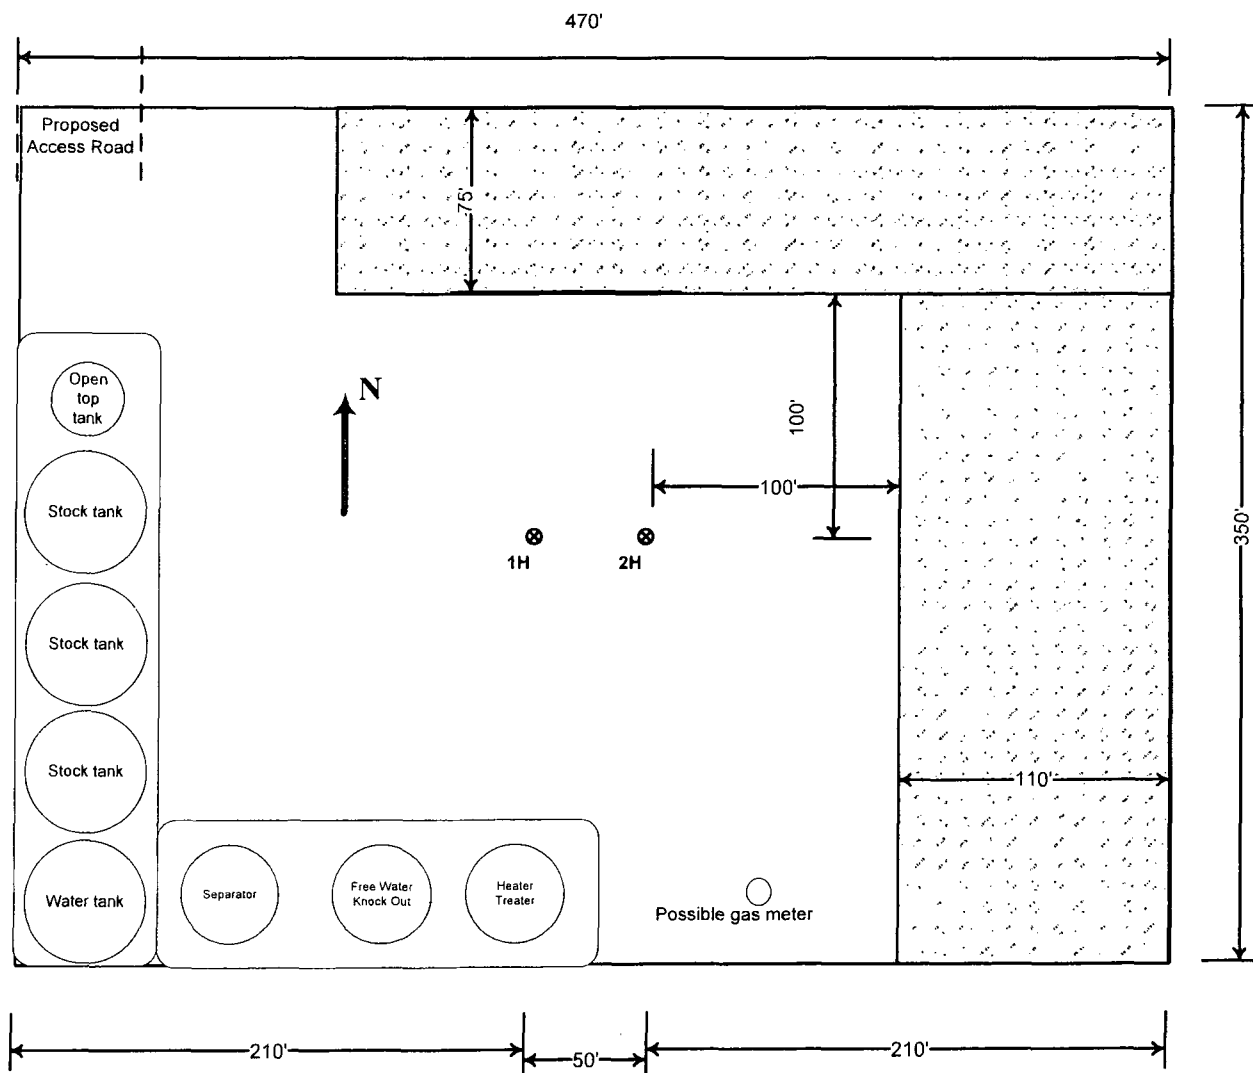 470'
Proposed
Access Road
75'
Open
top
tank
N
100'
100'
Stock tank
350'
1H
2H
Stock tank
Stock tank
110'
Water tank
Separator
Free Water
Knock Out
Heater
Treater
Possible gas meter
210'
50'
210'